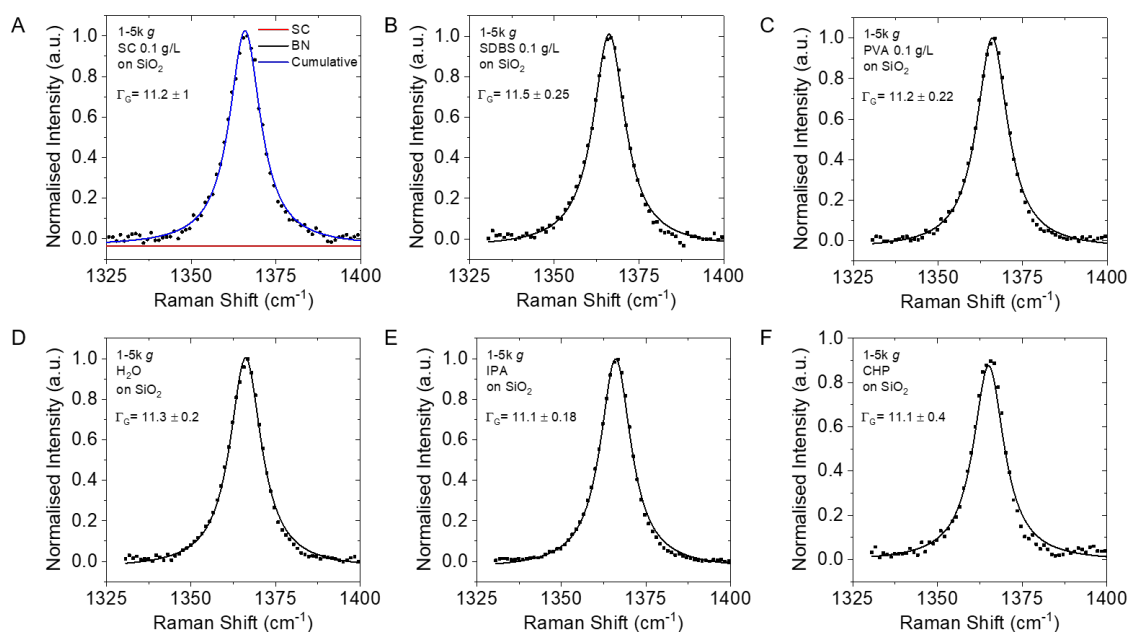 A
1-5k g
SC 0.1 g/L
on SiO₂
Γ_G= 11.2 ± 1
SC
BN
Cumulative
Normalised Intensity (a.u.)
1.0
0.8
0.6
0.4
0.2
0.0
1325 1350 1375 1400
Raman Shift (cm⁻¹)
B
1-5k g
SDBS 0.1 g/L
on SiO₂
Γ_G= 11.5 ± 0.25
Normalised Intensity (a.u.)
1.0
0.8
0.6
0.4
0.2
0.0
1325 1350 1375 1400
Raman Shift (cm⁻¹)
C
1-5k g
PVA 0.1 g/L
on SiO₂
Γ_G= 11.2 ± 0.22
Normalised Intensity (a.u.)
1.0
0.8
0.6
0.4
0.2
0.0
1325 1350 1375 1400
Raman Shift (cm⁻¹)
D
1-5k g
H₂O
on SiO₂
Γ_G= 11.3 ± 0.2
Normalised Intensity (a.u.)
1.0
0.8
0.6
0.4
0.2
0.0
1325 1350 1375 1400
Raman Shift (cm⁻¹)
E
1-5k g
IPA
on SiO₂
Γ_G= 11.1 ± 0.18
Normalised Intensity (a.u.)
1.0
0.8
0.6
0.4
0.2
0.0
1325 1350 1375 1400
Raman Shift (cm⁻¹)
F
1-5k g
CHP
on SiO₂
Γ_G= 11.1 ± 0.4
Normalised Intensity (a.u.)
1.0
0.8
0.6
0.4
0.2
0.0
1325 1350 1375 1400
Raman Shift (cm⁻¹)